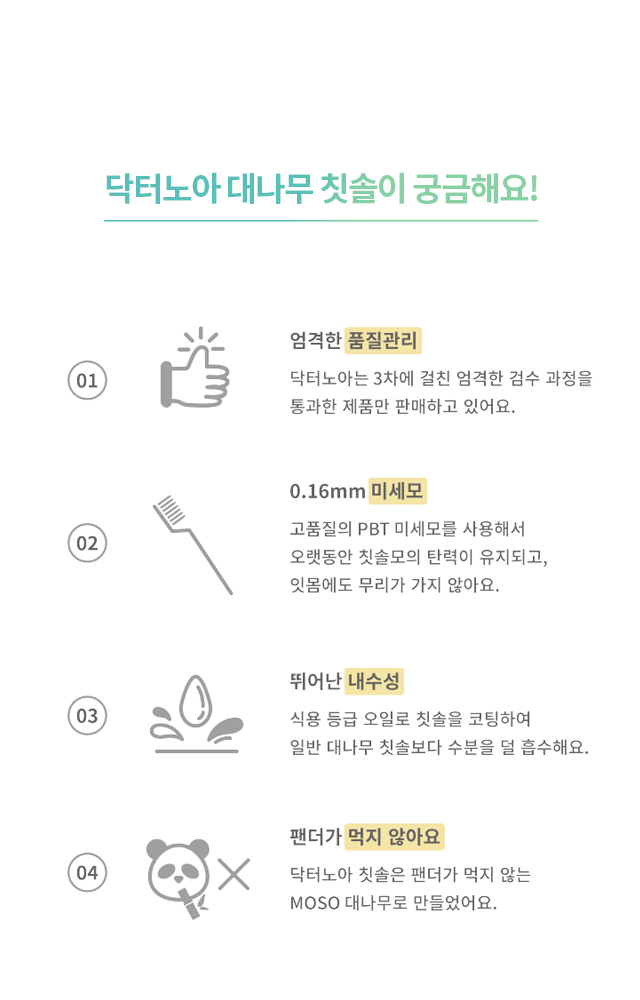 닥터노아 대나무 칫솔이 궁금해요!
01
엄격한 품질관리
닥터노아는 3차에 걸친 엄격한 검수 과정을
통과한 제품만 판매하고 있어요.
02
0.16mm 미세모
고품질의 PBT 미세모를 사용해서
오랫동안 칫솔모의 탄력이 유지되고,
잇몸에도 무리가 가지 않아요.
03
뛰어난 내수성
식용 등급 오일로 칫솔을 코팅하여
일반 대나무 칫솔보다 수분을 덜 흡수해요.
04
팬더가 먹지 않아요
닥터노아 칫솔은 팬더가 먹지 않는
MOSO 대나무로 만들었어요.